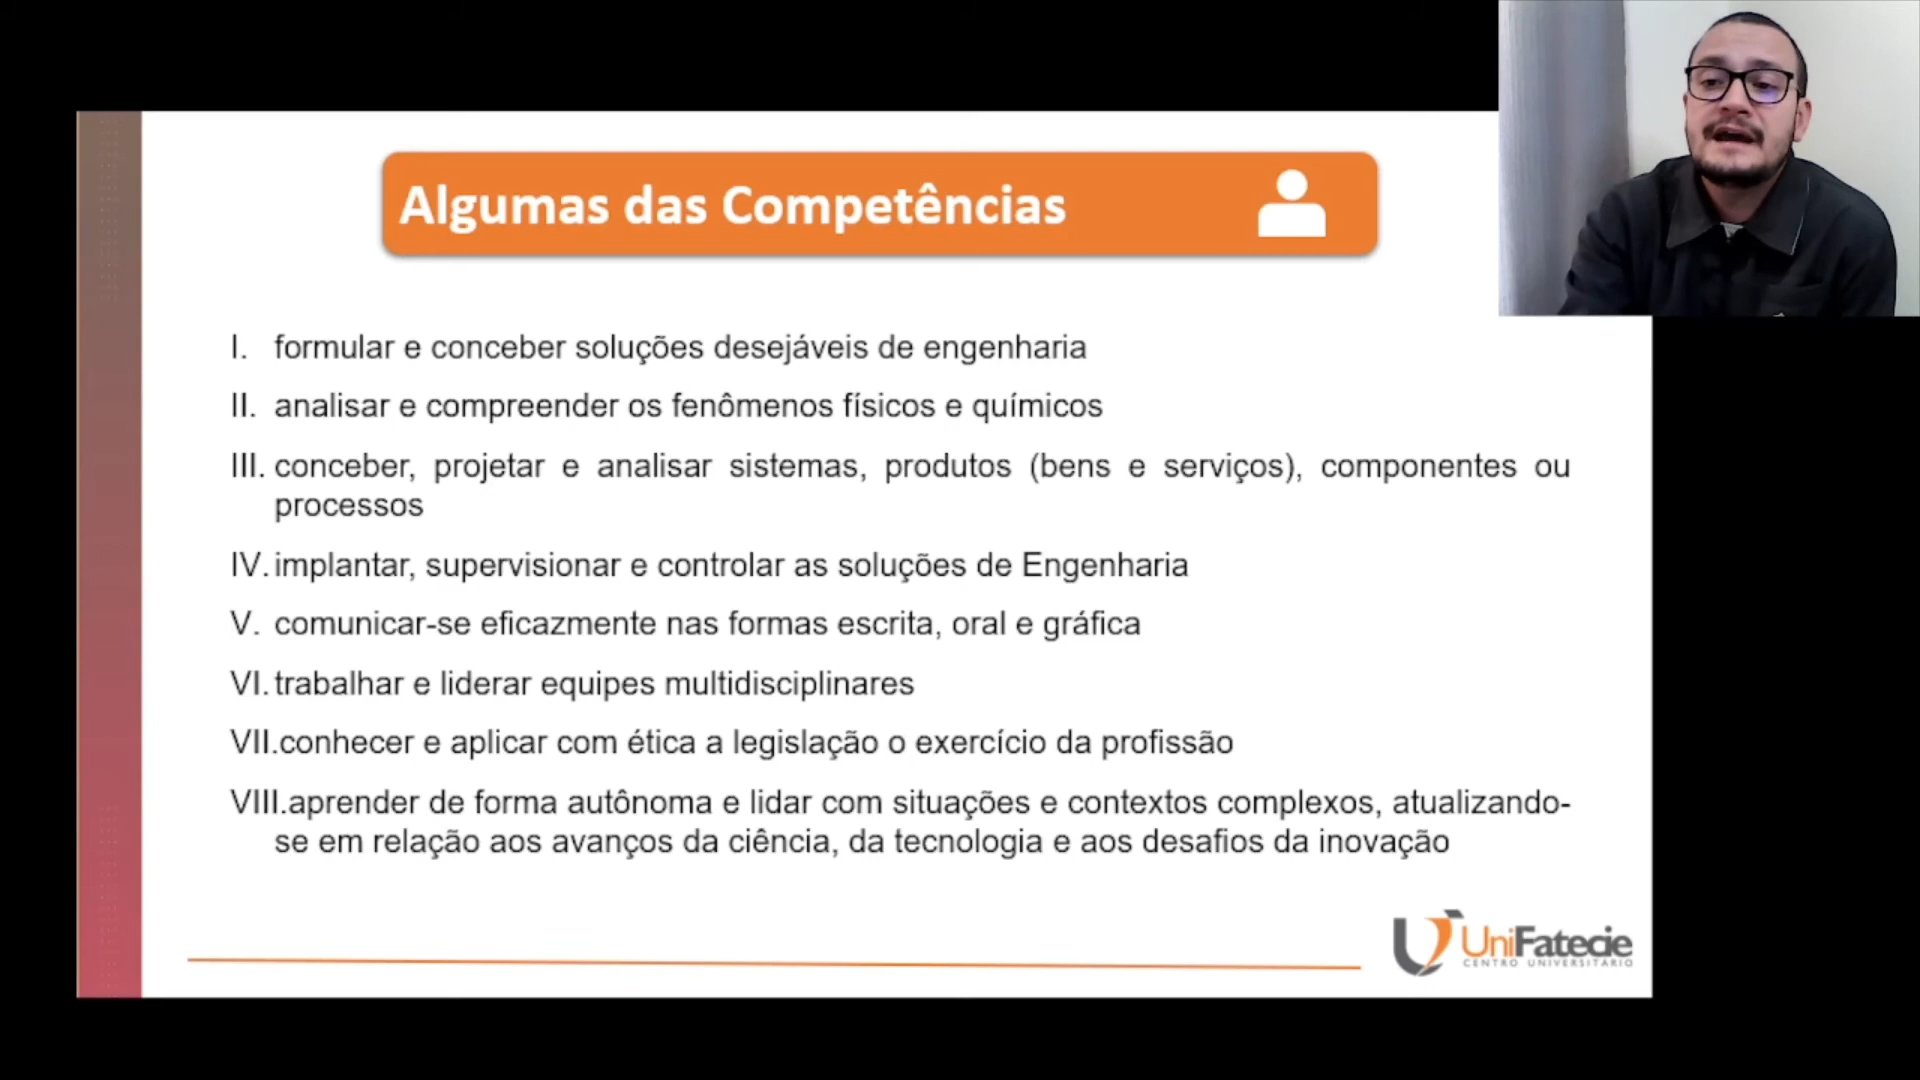 Algumas das Competências
I. formular e conceber soluções desejáveis de engenharia
II. analisar e compreender os fenômenos físicos e químicos
III. conceber, projetar e analisar sistemas, produtos (bens e serviços), componentes ou
processos
IV. implantar, supervisionar e controlar as soluções de Engenharia
V. comunicar-se eficazmente nas formas escrita, oral e gráfica
VI. trabalhar e liderar equipes multidisciplinares
VII.conhecer e aplicar com ética a legislação o exercício da profissão
VIII.aprender de forma autônoma e lidar com situações e contextos complexos, atualizando-
se em relação aos avanços da ciência, da tecnologia e aos desafios da inovação
UniFatecie
CENTRO UNIVERSITÁRIO